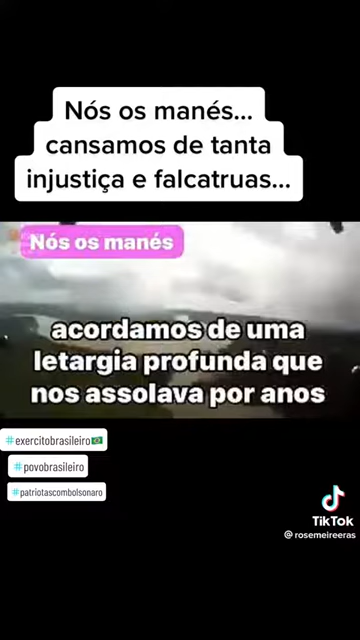 Nós os manés...
cansamos de tanta
injustiça e falcatruas...
Nós os manés
acordamos de uma
letargia profunda que
nos assolava por anos
#exercitobrasileiro🇧🇷
#povobrasileiro
#patriotascombolsonaro
TikTok
@rosemeireeras